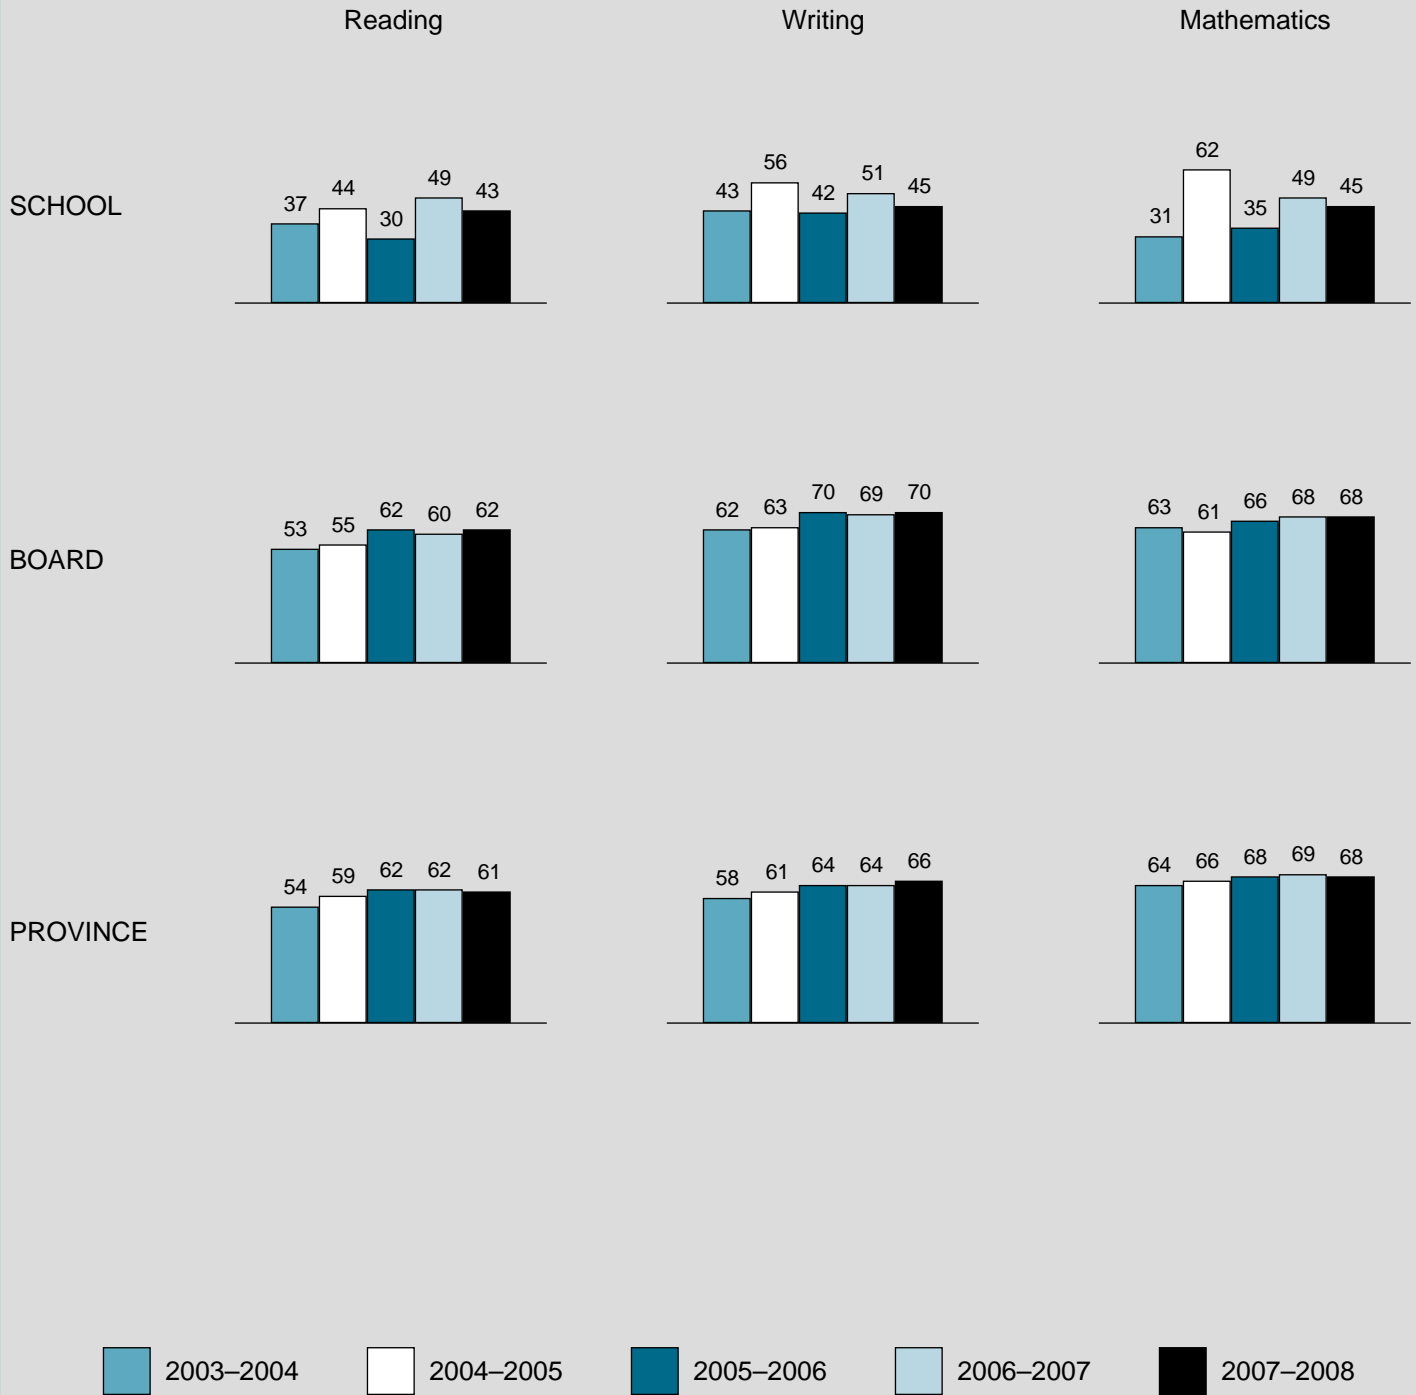 Reading Writing Mathematics
SCHOOL
37 44 30 49 43
43 56 42 51 45
31 62 35 49 45
BOARD
53 55 62 60 62
62 63 70 69 70
63 61 66 68 68
PROVINCE
54 59 62 62 61
58 61 64 64 66
64 66 68 69 68
2003–2004 2004–2005 2005–2006 2006–2007 2007–2008